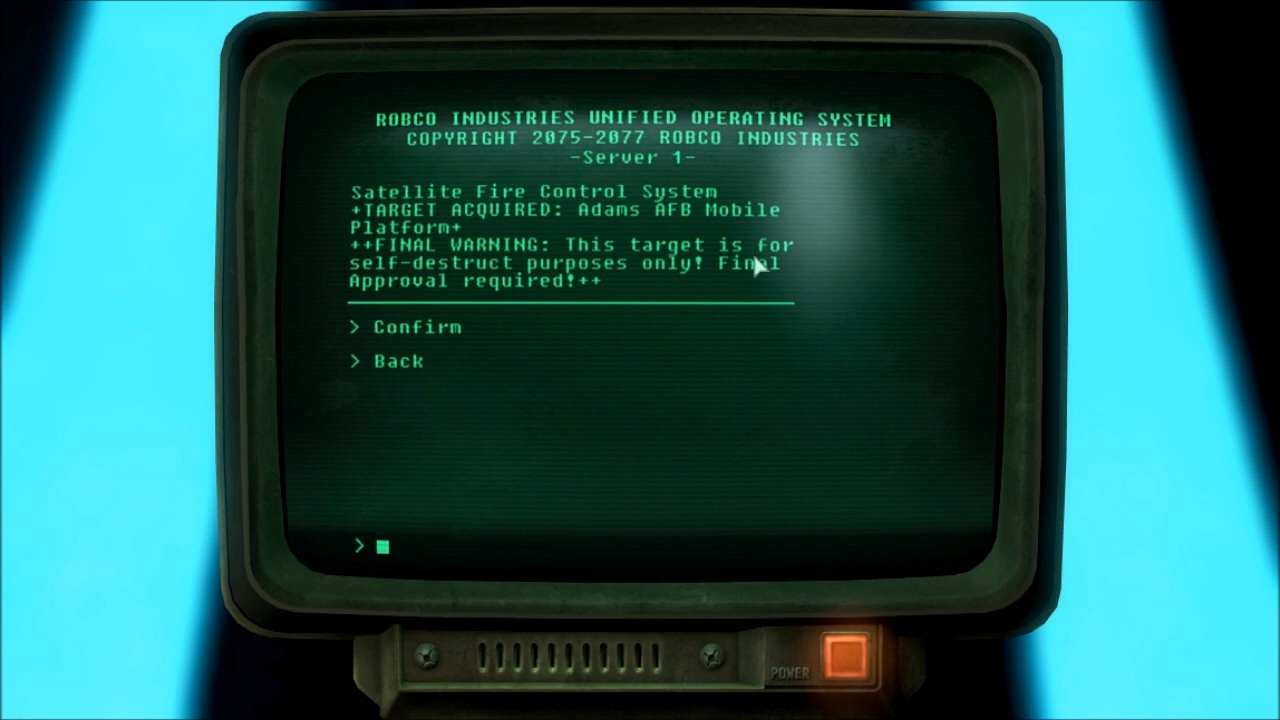 ROBCO INDUSTRIES UNIFIED OPERATING SYSTEM
COPYRIGHT 2075-2077 ROBCO INDUSTRIES
-Server 1-
Satellite Fire Control System
+TARGET ACQUIRED: Adams AFB Mobile
Platform+
++FINAL WARNING: This target is for
self-destruct purposes only! Final
Approval required!++
> Confirm
> Back
>
POWER